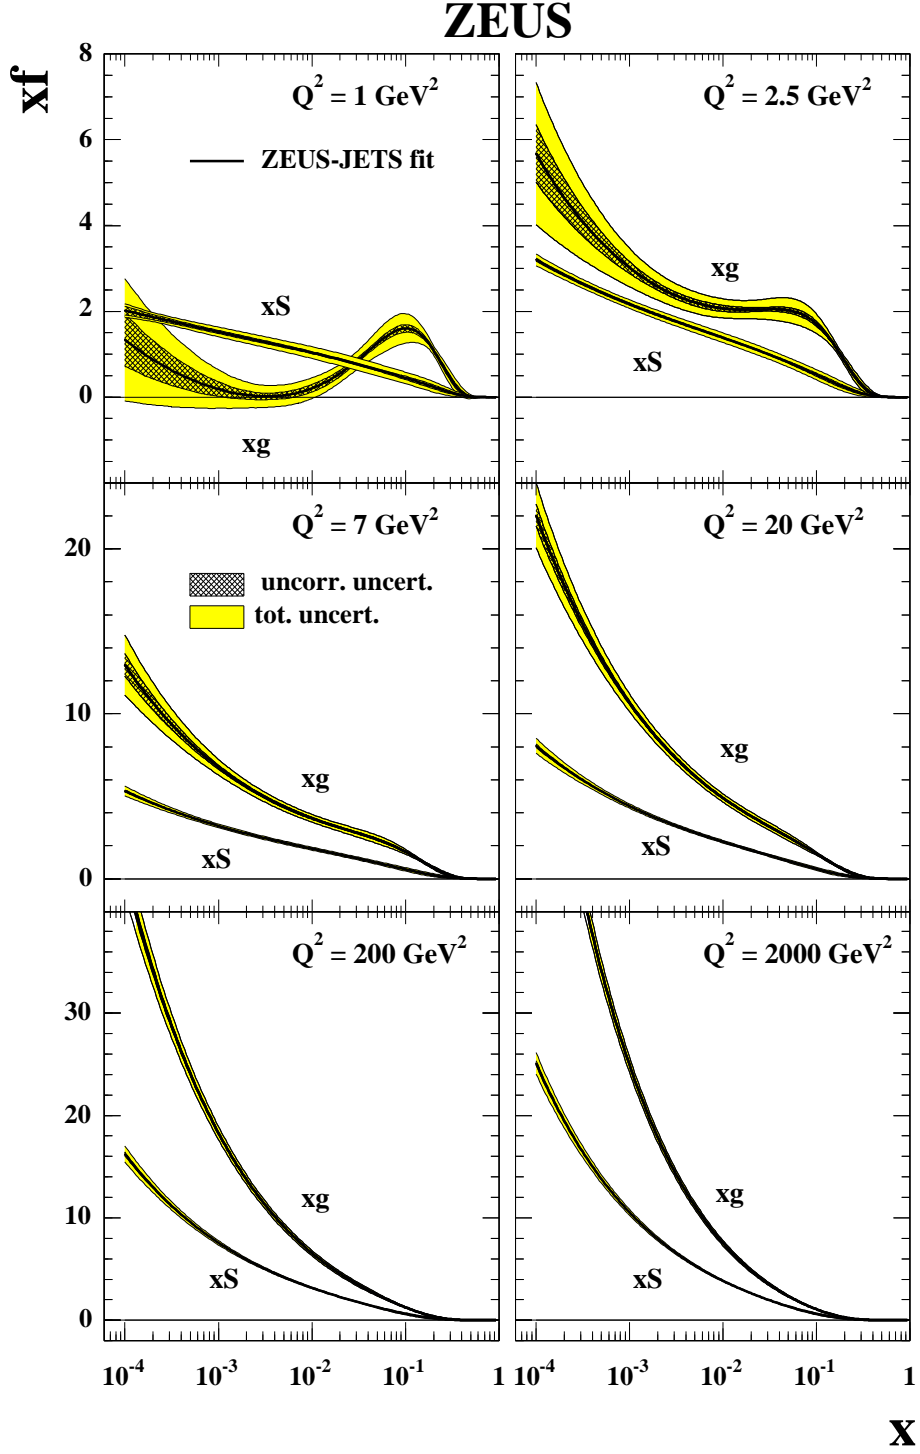 ZEUS
xf
8
6
4
2
0
Q² = 1 GeV²
ZEUS-JETS fit
xS
xg
Q² = 2.5 GeV²
xg
xS
20
10
0
Q² = 7 GeV²
uncorr. uncert.
tot. uncert.
xg
xS
Q² = 20 GeV²
xg
xS
30
20
10
0
Q² = 200 GeV²
xg
xS
Q² = 2000 GeV²
xg
xS
10⁻⁴ 10⁻³ 10⁻² 10⁻¹ 1 10⁻⁴ 10⁻³ 10⁻² 10⁻¹ 1
x